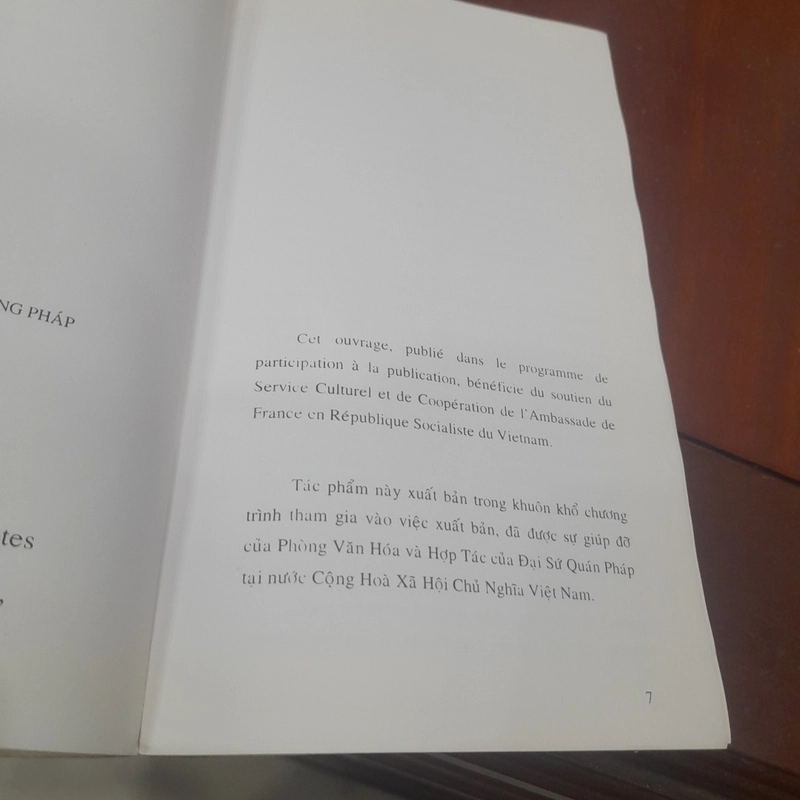 NG PHÁP
tes
,
Cet ouvrage, publié dans le programme de
participation à la publication, bénéficie du soutien du
Service Culturel et de Coopération de l'Ambassade de
France en République Socialiste du Vietnam.
Tác phẩm này xuất bản trong khuôn khổ chương
trình tham gia vào việc xuất bản, đã được sự giúp đỡ
của Phòng Văn Hóa và Hợp Tác của Đại Sứ Quán Pháp
tại nước Cộng Hoà Xã Hội Chủ Nghĩa Việt Nam.
7